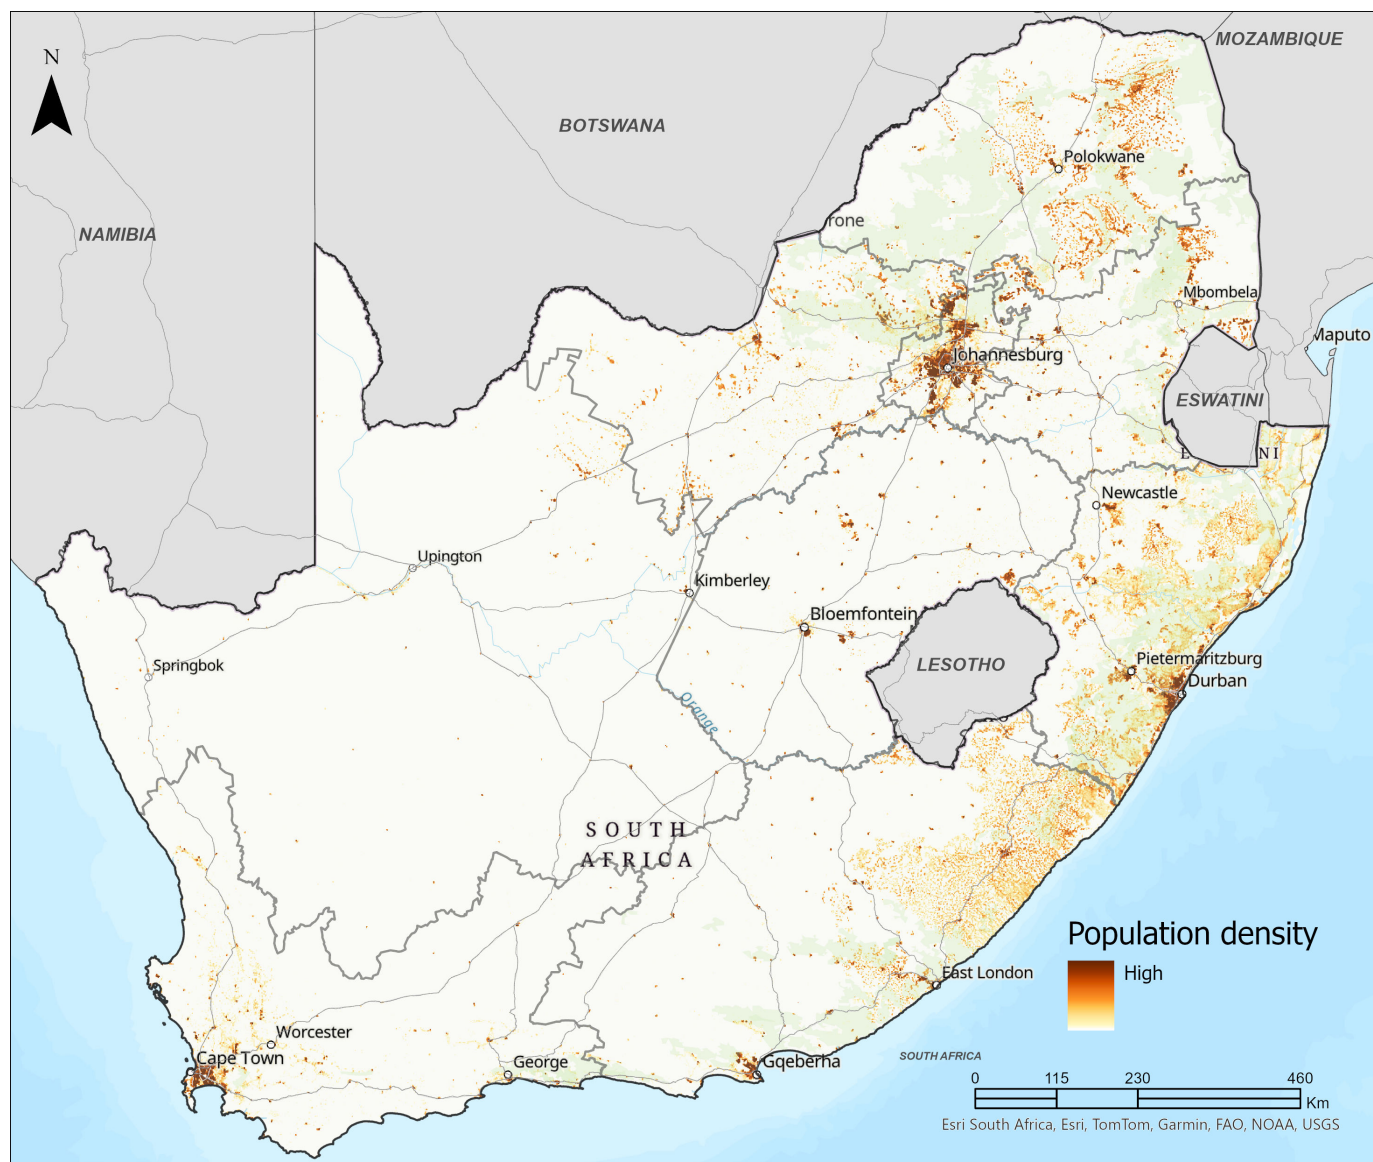 N
MOZAMBIQUE
BOTSWANA
Polokwane
NAMIBIA
rone
Mbombela
Maputo
Johannesburg
ESWATINI
E
NI
Newcastle
Upington
Kimberley
Bloemfontein
LESOTHO
Springbok
Pietermaritzburg
Durban
Orange
SOUTH
AFRICA
Population density
High
East London
Worcester
Cape Town
George
Gqeberha
SOUTH AFRICA
0 115 230 460
Km
Esri South Africa, Esri, TomTom, Garmin, FAO, NOAA, USGS